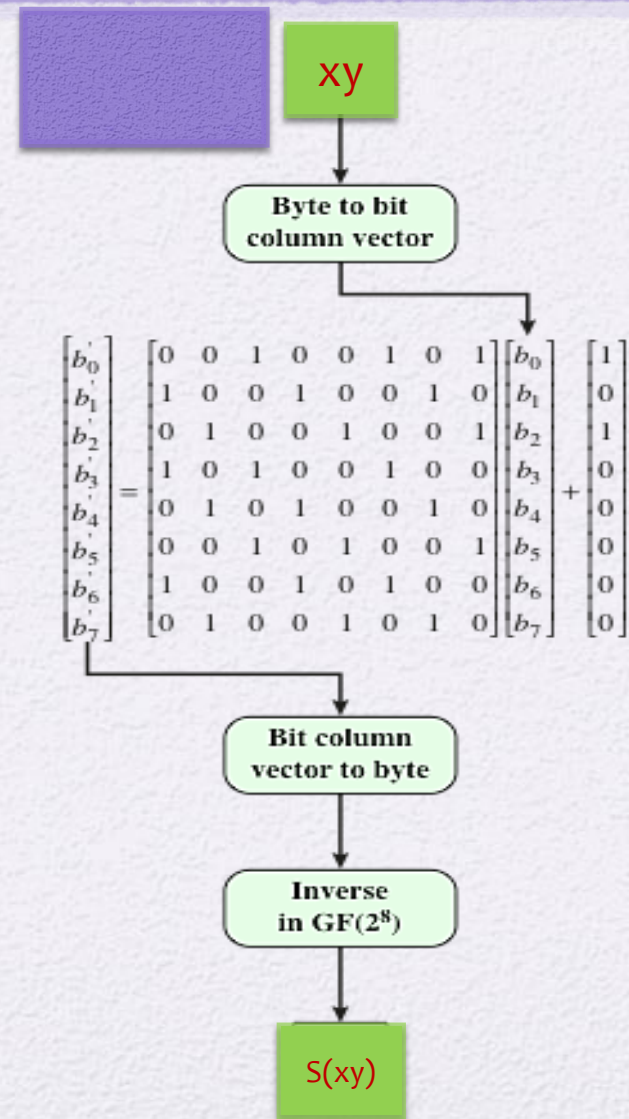 xy
Byte to bit
column vector
[b'0] [0 0 1 0 0 1 0 1] [b0] [1]
[b'1] [1 0 0 1 0 0 1 0] [b1] [0]
[b'2] [0 1 0 0 1 0 0 1] [b2] [1]
[b'3] [1 0 1 0 0 1 0 0] [b3] [0]
[b'4] = [0 1 0 1 0 0 1 0] [b4] + [0]
[b'5] [0 0 1 0 1 0 0 1] [b5] [0]
[b'6] [1 0 0 1 0 1 0 0] [b6] [0]
[b'7] [0 1 0 0 1 0 1 0] [b7] [0]
Bit column
vector to byte
Inverse
in GF(2⁸)
S(xy)